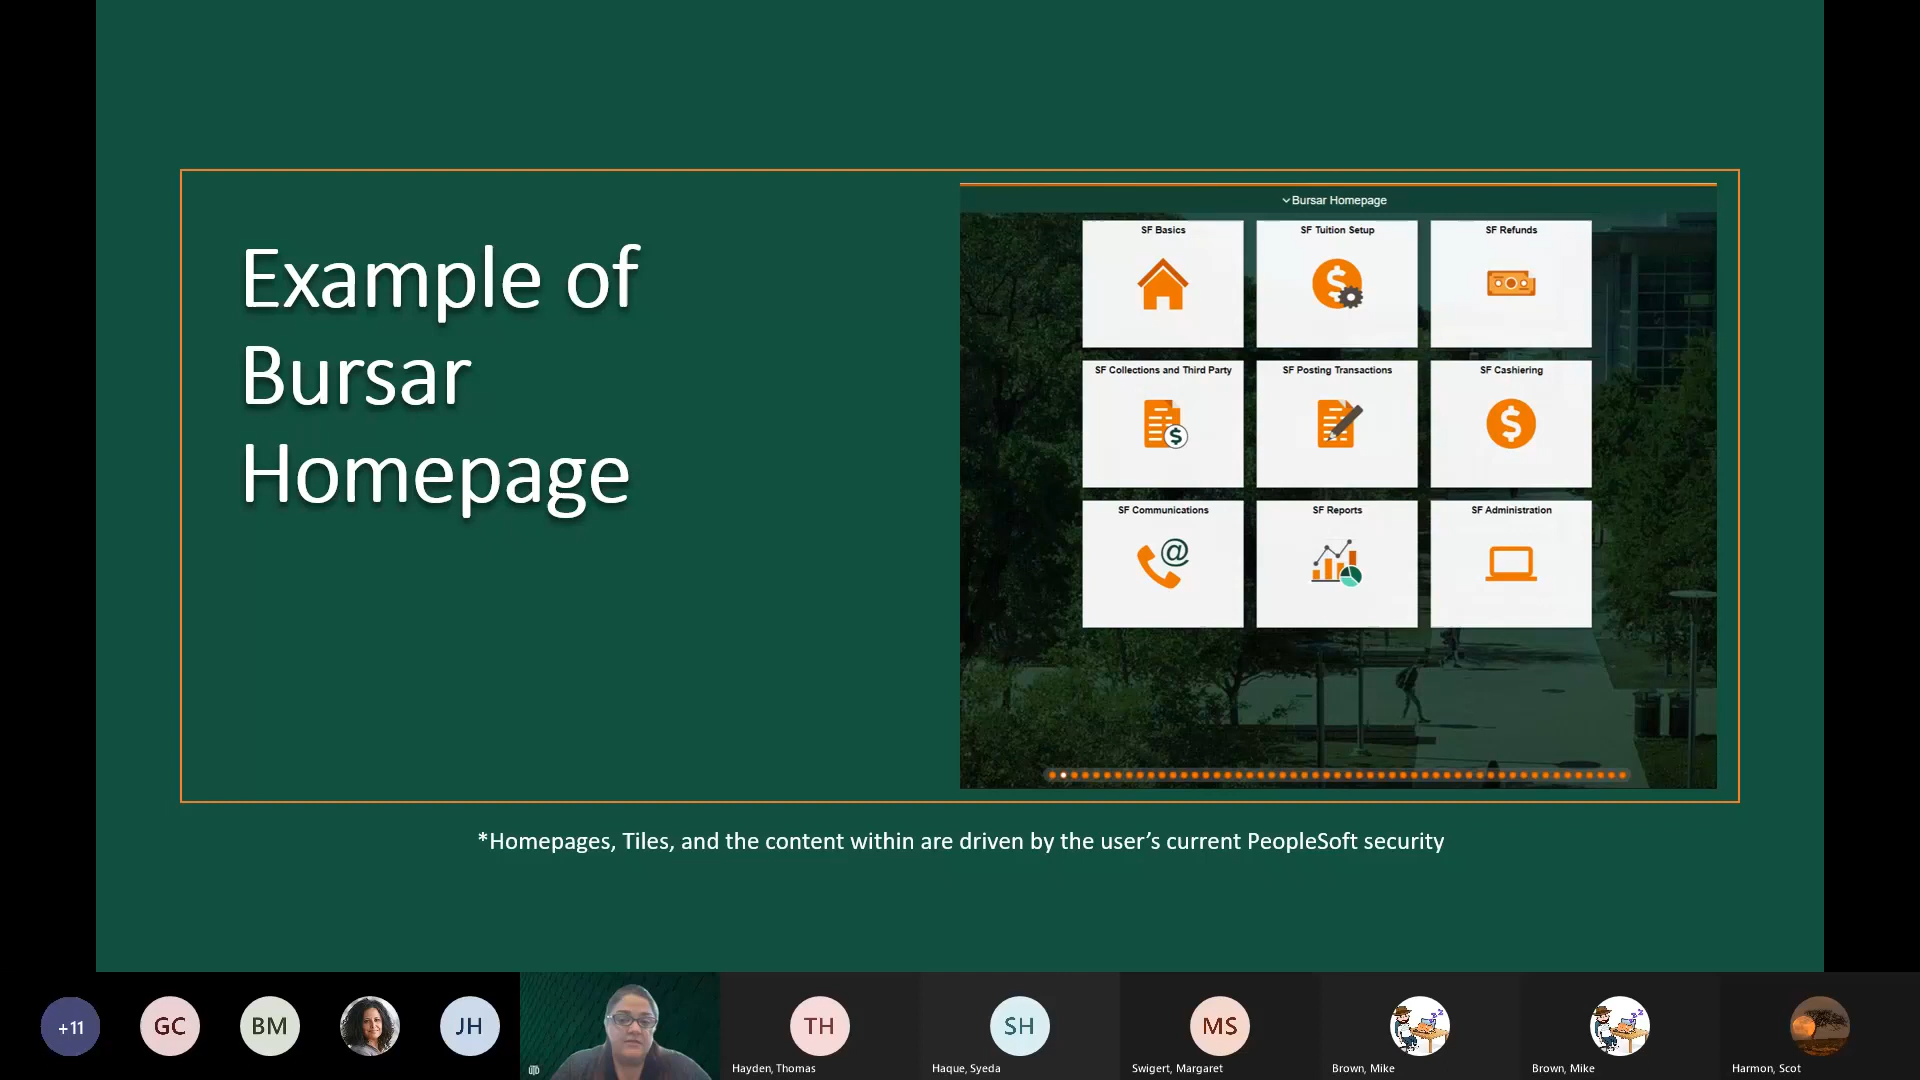 Example of
Bursar
Homepage
Bursar Homepage
SF Basics
SF Tuition Setup
SF Refunds
SF Collections and Third Party
SF Posting Transactions
SF Cashiering
SF Communications
SF Reports
SF Administration
*Homepages, Tiles, and the content within are driven by the user’s current PeopleSoft security
+11
GC
BM
JH
TH
SH
MS
Hayden, Thomas
Haque, Syeda
Swigert, Margaret
Brown, Mike
Brown, Mike
Harmon, Scot